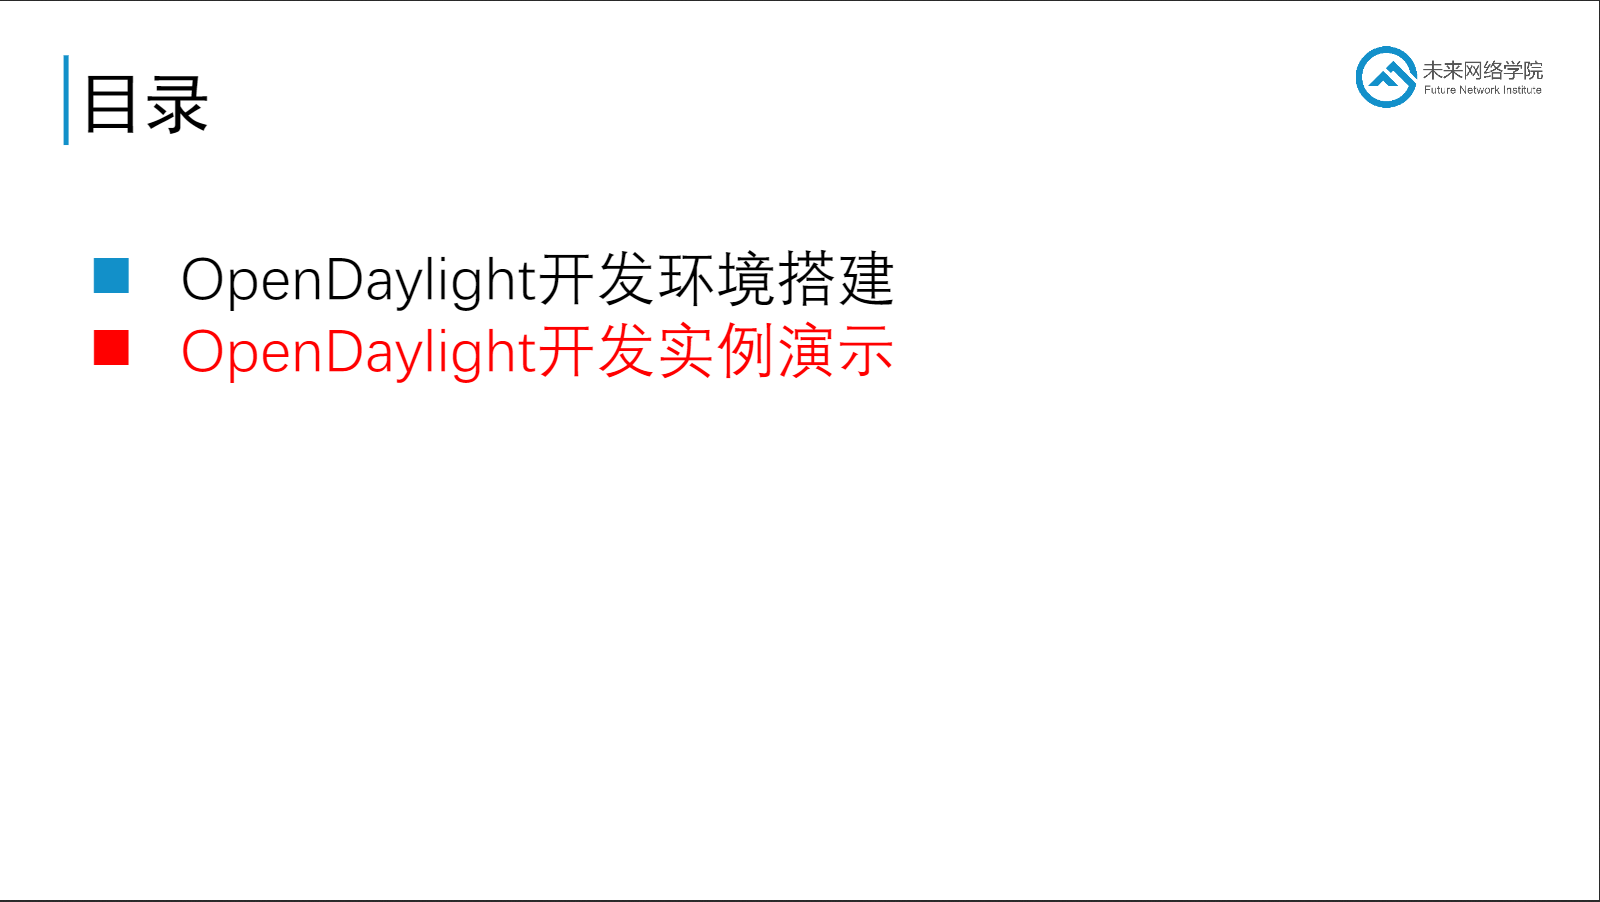 目录
未来网络学院
Future Network Institute
OpenDaylight开发环境搭建
OpenDaylight开发实例演示